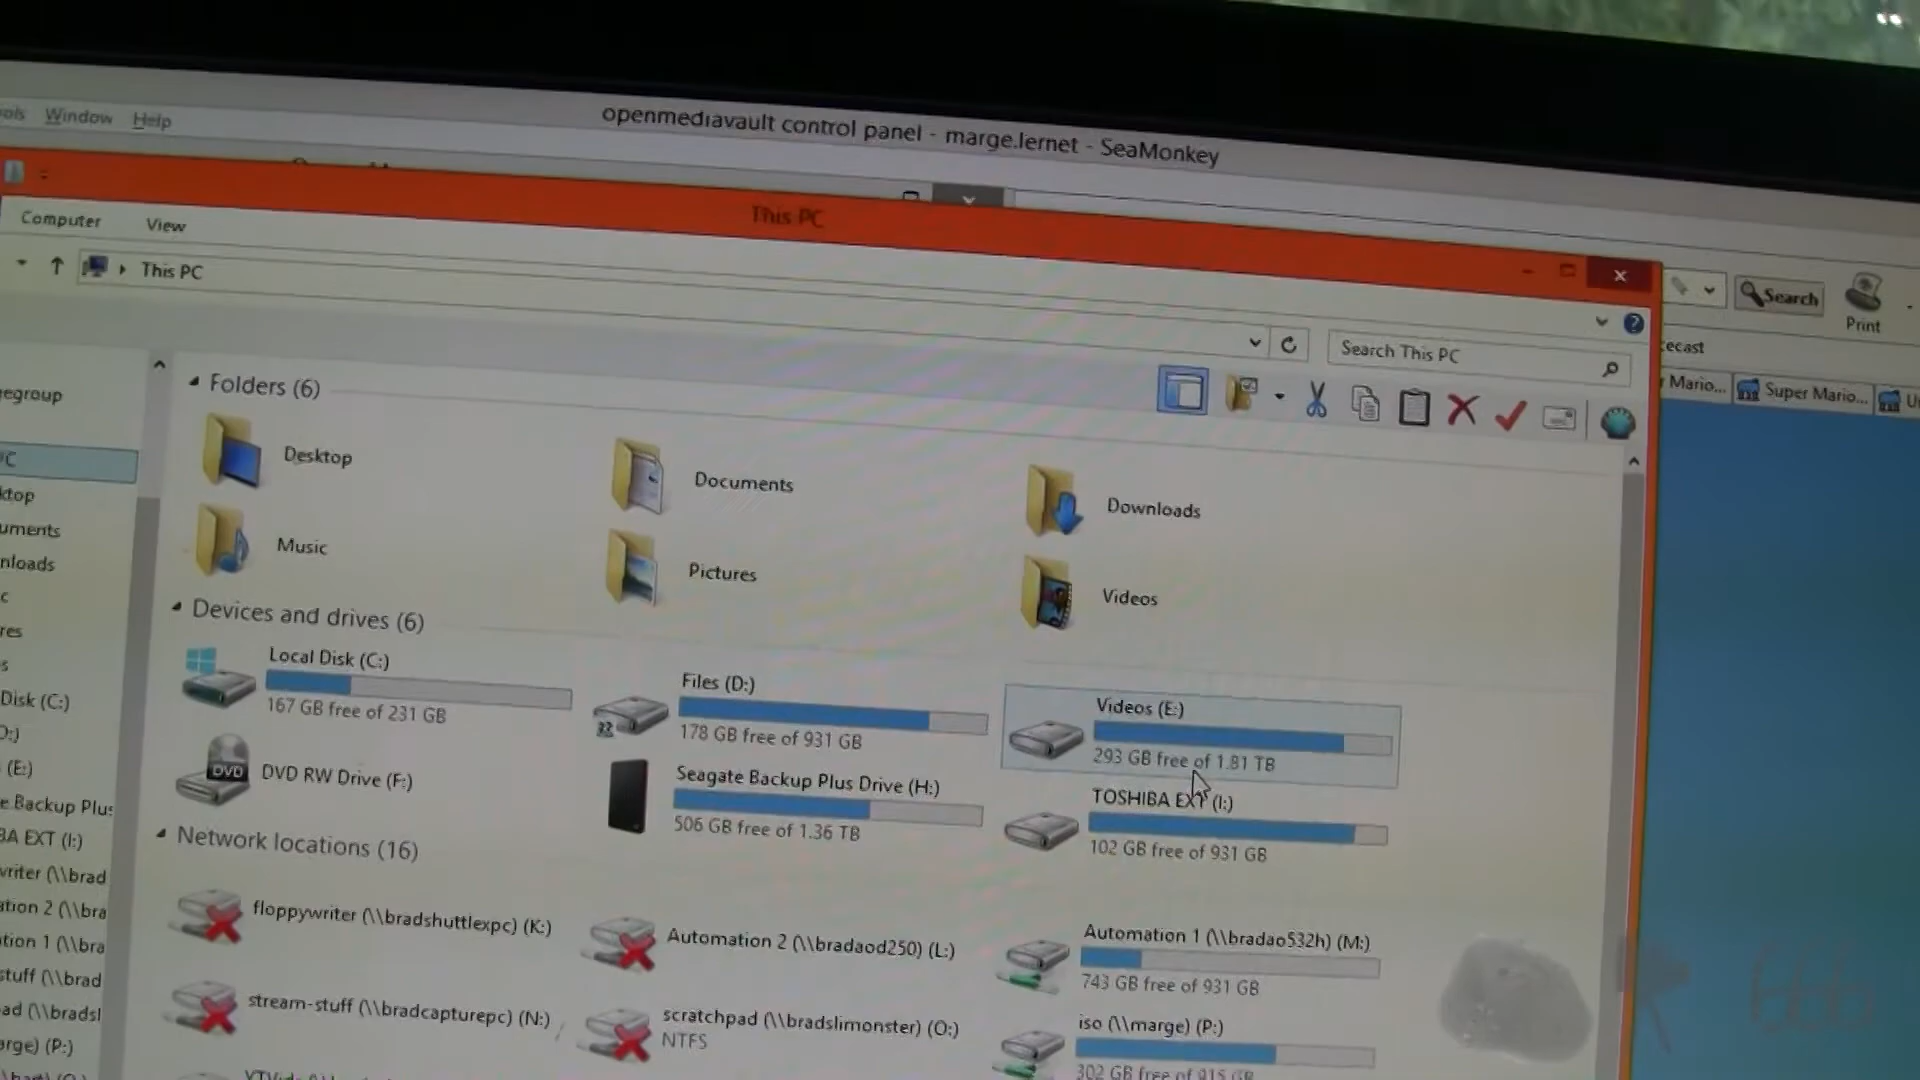 Window Help
openmediavault control panel - marge.lernet - SeaMonkey
This PC
Computer View
This PC
Search This PC
Search
Print
ecast
Mario...
Super Mario...
egroup
Folders (6)
Desktop
Documents
Downloads
Music
Pictures
Videos
Devices and drives (6)
Local Disk (C:)
167 GB free of 231 GB
Files (D:)
178 GB free of 931 GB
Videos (E:)
293 GB free of 1.81 TB
DVD
DVD RW Drive (F:)
Seagate Backup Plus Drive (H:)
506 GB free of 1.36 TB
TOSHIBA EXT (I:)
102 GB free of 931 GB
Network locations (16)
floppywriter (\\bradshuttlexpc) (K:)
Automation 2 (\\bradaod250) (L:)
Automation 1 (\\bradao532h) (M:)
743 GB free of 931 GB
stream-stuff (\\bradcapturepc) (N:)
scratchpad (\\bradslimonster) (O:)
NTFS
iso (\\marge) (P:)
302 GB free of 915 GB
ktop
uments
nloads
res
Disk (C:)
(E:)
e Backup Plus
BA EXT (I:)
writer (\\brad
ation 2 (\\bra
tion 1 (\\bra
stuff (\\brad
ad (\\bradsl
arge) (P:)